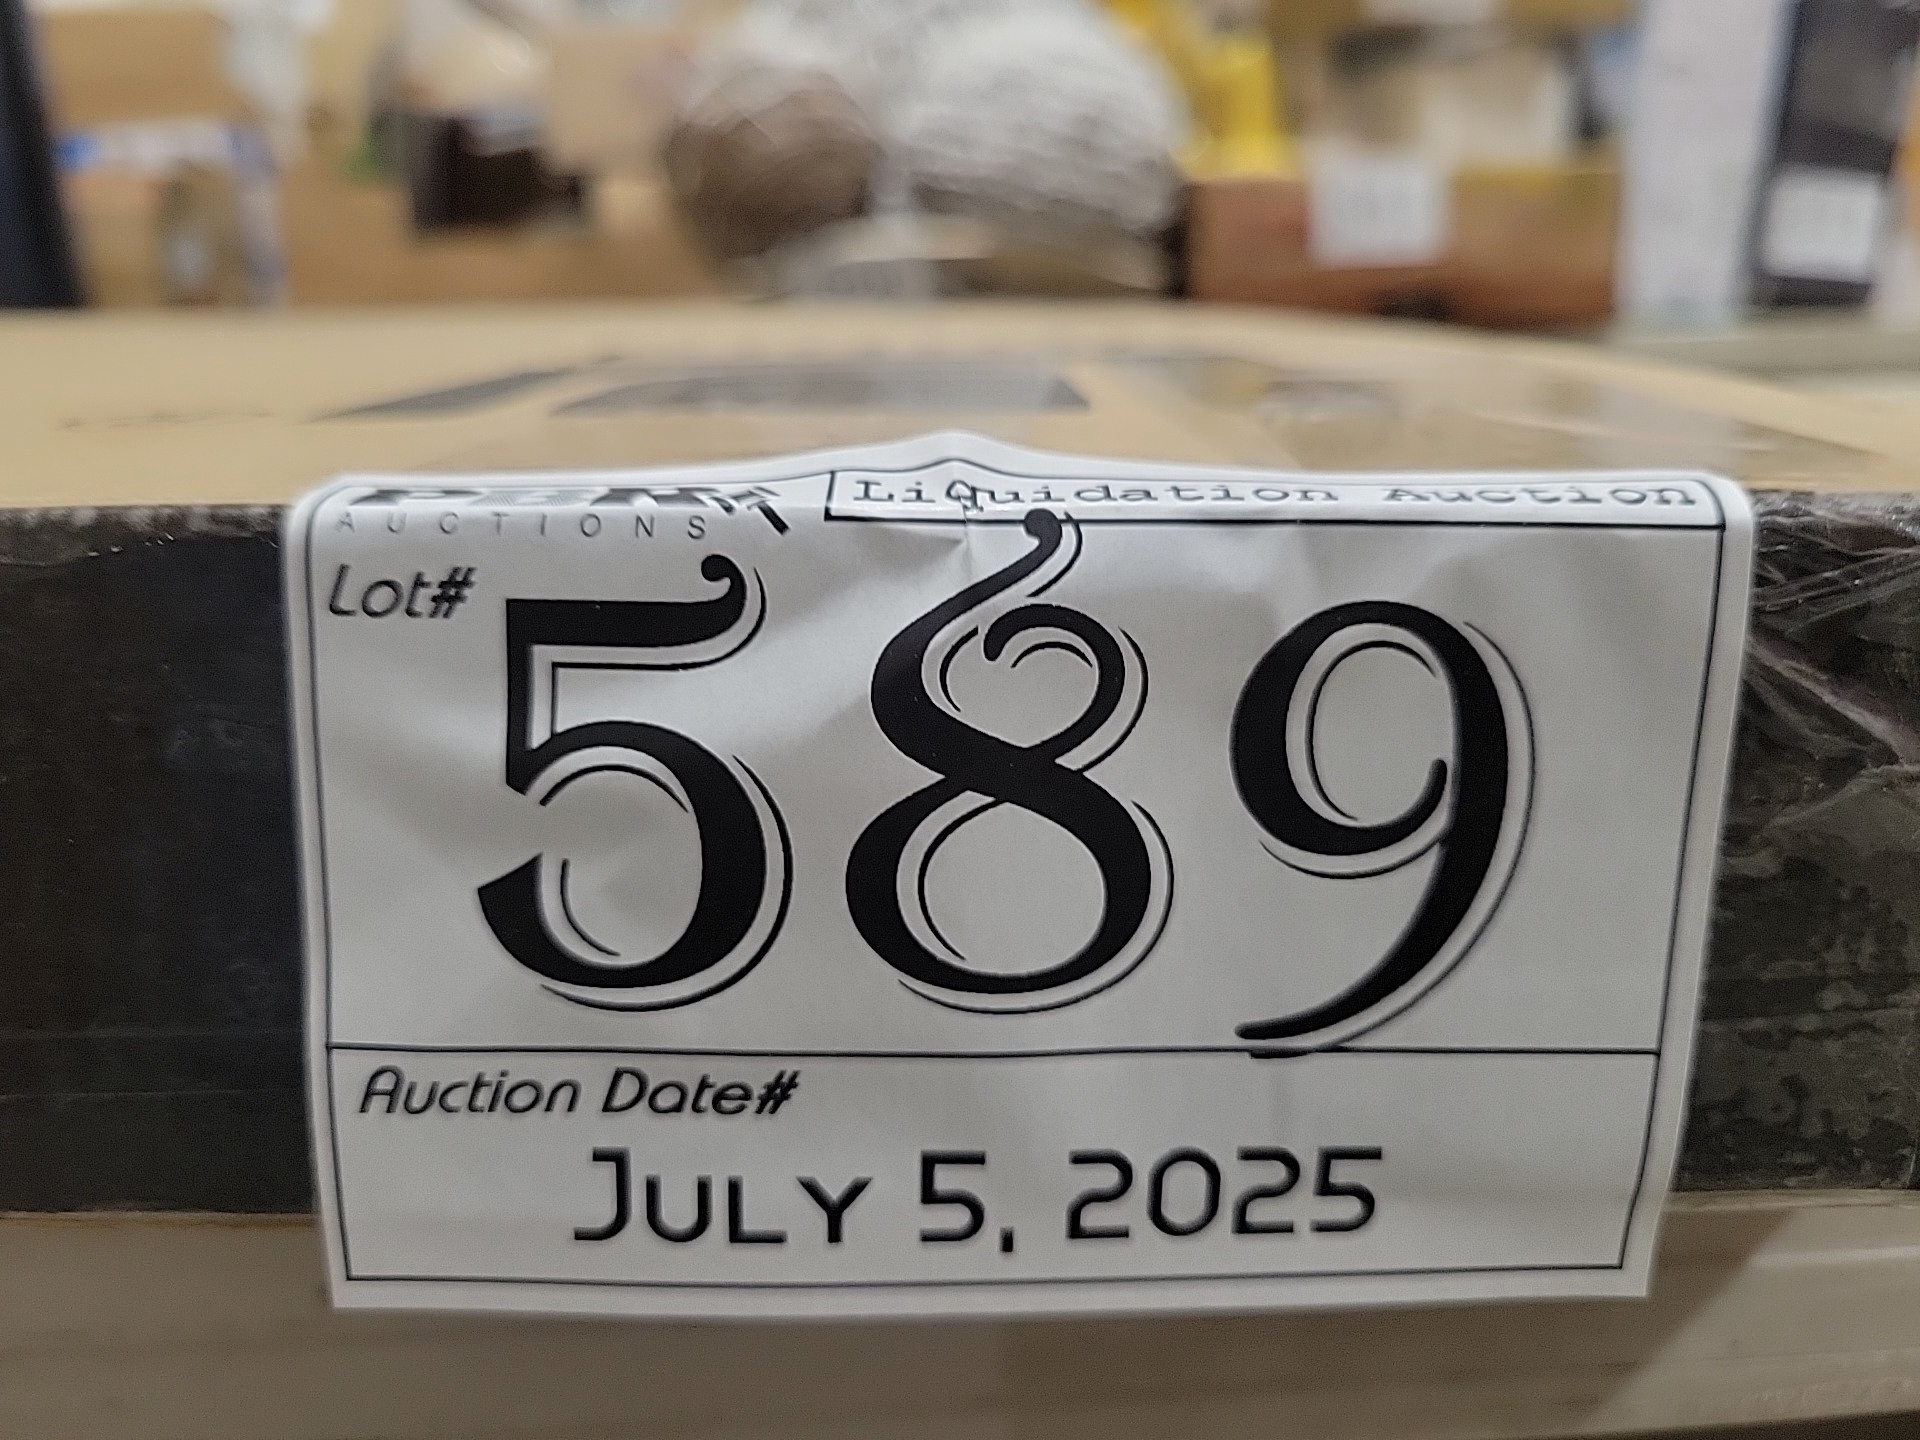 AUCTIONS
Liquidation Auction
Lot#
589
Auction Date#
July 5, 2025